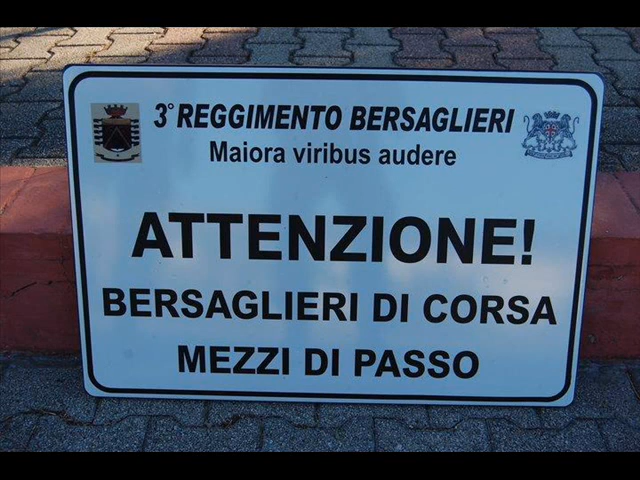 3° REGGIMENTO BERSAGLIERI
Maiora viribus audere
ATTENZIONE!
BERSAGLIERI DI CORSA
MEZZI DI PASSO